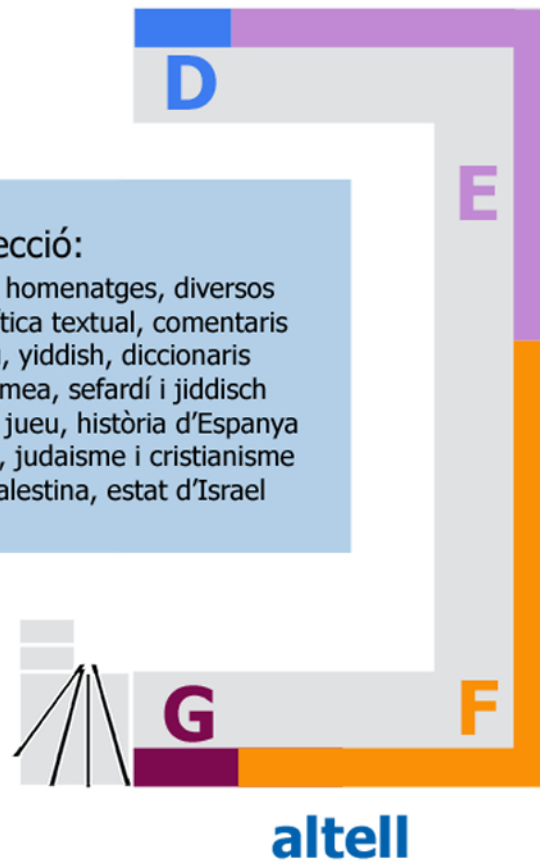 D
E
ecció:
homenatges, diversos
tica textual, comentaris
, yiddish, diccionaris
mea, sefardí i jiddisch
jueu, història d'Espanya
, judaisme i cristianisme
alestina, estat d'Israel
G
F
altell